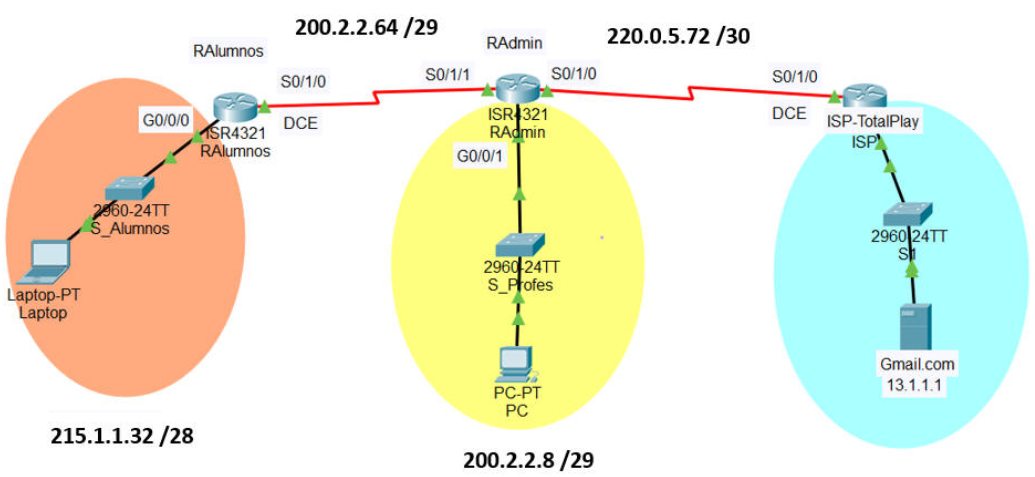 200.2.2.64 /29
220.0.5.72 /30
RAlumnos
RAdmin
S0/1/0
S0/1/1
S0/1/0
S0/1/0
DCE
DCE
G0/0/0
ISR4321
RAlumnos
ISR4321
RAdmin
G0/0/1
ISP-TotalPlay
ISP
2960-24TT
S_Alumnos
2960-24TT
S_Profes
2960-24TT
S1
Laptop-PT
Laptop
PC-PT
PC
Gmail.com
13.1.1.1
215.1.1.32 /28
200.2.2.8 /29